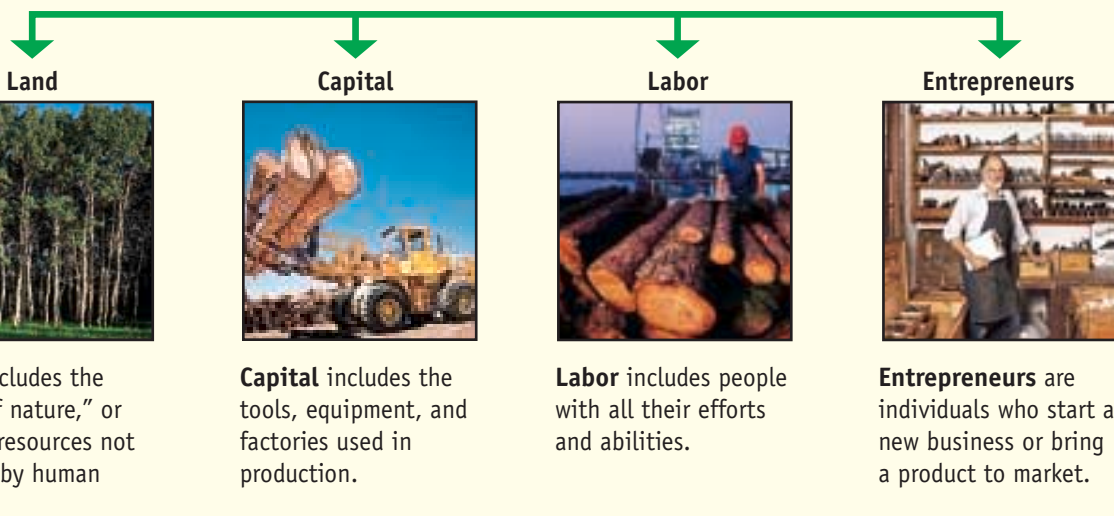 Land
Capital
Labor
Entrepreneurs
the
nature,” or
resources not
by human
Capital includes the
tools, equipment, and
factories used in
production.
Labor includes people
with all their efforts
and abilities.
Entrepreneurs are
individuals who start a
new business or bring
a product to market.